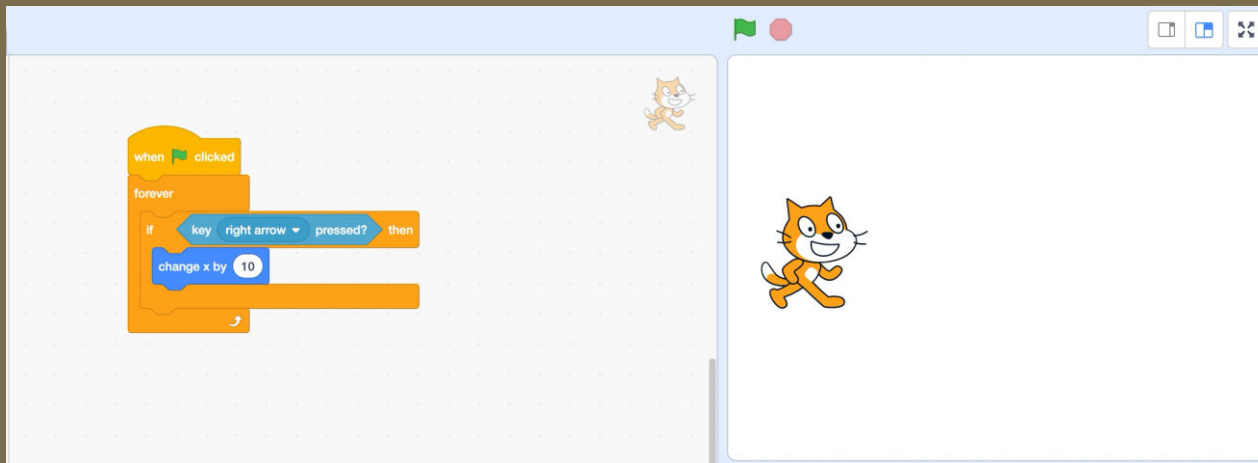 when clicked
forever
if key right arrow pressed? then
change x by 10